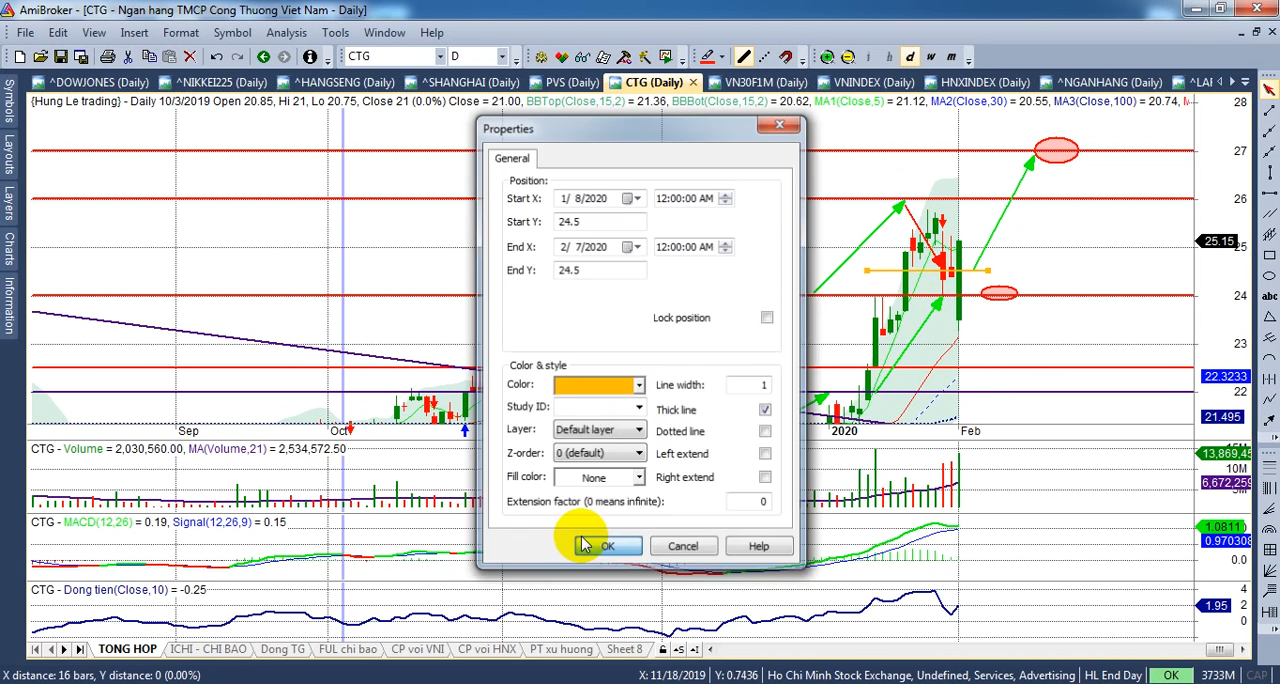 AmiBroker - [CTG - Ngan hang TMCP Cong Thuong Viet Nam - Daily]
File Edit View Insert Format Symbol Analysis Tools Window Help
CTG D i h d w m
^DOWJONES (Daily) ^NIKKEI225 (Daily) ^HANGSENG (Daily) ^SHANGHAI (Daily) PVS (Daily) CTG (Daily) VN30F1M (Daily) VNINDEX (Daily) HNXINDEX (Daily) ^NGANHANG (Daily) ^LAI
{Hung Le trading} - Daily 10/3/2019 Open 20.85, Hi 21, Lo 20.75, Close 21 (0.0%) Close = 21.00, BBTop(Close,15,2) = 21.36, BBBot(Close,15,2) = 20.62, MA1(Close,5) = 21.12, MA2(Close,30) = 20.55, MA3(Close,100) = 20.74,
28
27
26
25.15
25
24
23
22.3233
22
21.495
Symbols
Layouts
Layers
Charts
Information
abc
Properties
General
Position:
Start X: 1/ 8/2020 12:00:00 AM
Start Y: 24.5
End X: 2/ 7/2020 12:00:00 AM
End Y: 24.5
Lock position
Color & style
Color: Line width: 1
Study ID: Thick line
Layer: Default layer Dotted line
Z-order: 0 (default) Left extend
Fill color: None Right extend
Extension factor (0 means infinite): 0
OK Cancel Help
Sep Oct 2020 Feb
CTG - Volume = 2,030,560.00, MA(Volume,21) = 2,534,572.50
15M
13,869,45
10M
6,672,259
CTG - MACD(12,26) = 0.19, Signal(12,26,9) = 0.15
1.0811
0.970308
0.0
CTG - Dong tien(Close,10) = -0.25
4
2
1.95
0
TONG HOP ICHI - CHI BAO Dong TG FUL chi bao CP voi VNI CP voi HNX PT xu huong Sheet 8
X distance: 16 bars, Y distance: 0 (0.00%) X: 11/18/2019 Y: 0.7436 Ho Chi Minh Stock Exchange, Undefined, Services, Advertising HL End Day OK 3733M CAP